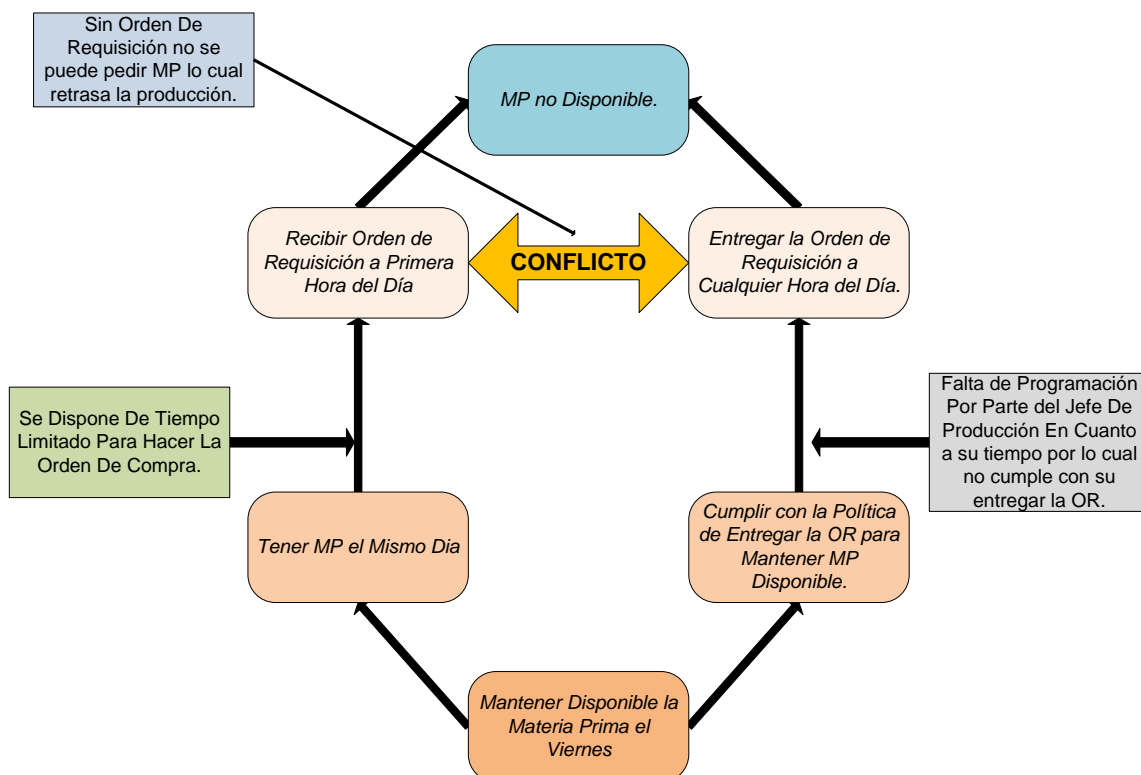 Sin Orden De
Requisición no se
puede pedir MP lo cual
retrasa la producción.
MP no Disponible.
Recibir Orden de
Requisición a Primera
Hora del Día
CONFLICTO
Entregar la Orden de
Requisición a
Cualquier Hora del Día.
Se Dispone De Tiempo
Limitado Para Hacer La
Orden De Compra.
Falta de Programación
Por Parte del Jefe De
Producción En Cuanto
a su tiempo por lo cual
no cumple con su
entregar la OR.
Tener MP el Mismo Dia
Cumplir con la Política
de Entregar la OR para
Mantener MP
Disponible.
Mantener Disponible la
Materia Prima el
Viernes